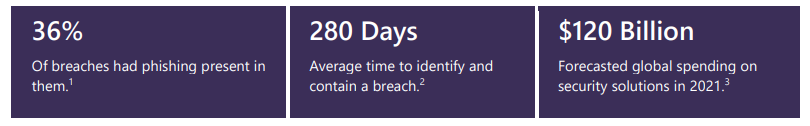 36%
Of breaches had phishing present in
them.1
280 Days
Average time to identify and
contain a breach.2
$120 Billion
Forecasted global spending on
security solutions in 2021.3